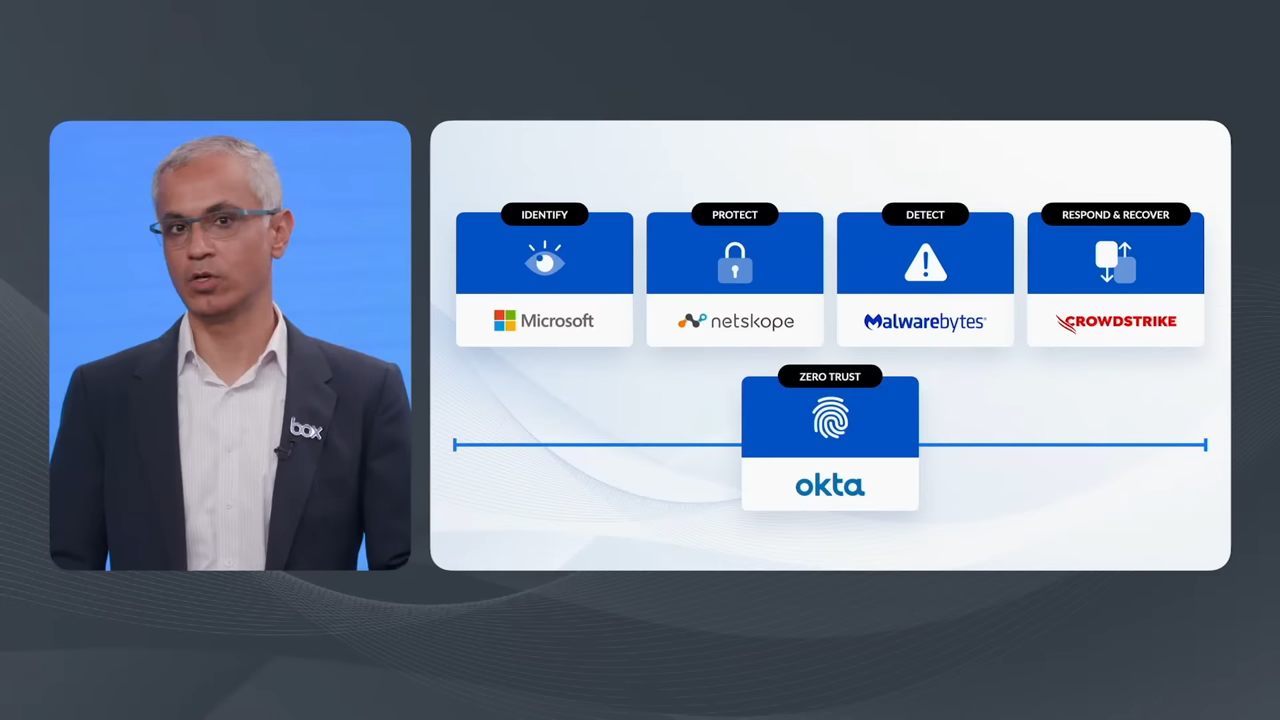 IDENTIFY
PROTECT
DETECT
RESPOND & RECOVER
Microsoft
netskope
Malwarebytes
CROWDSTRIKE
ZERO TRUST
okta
box